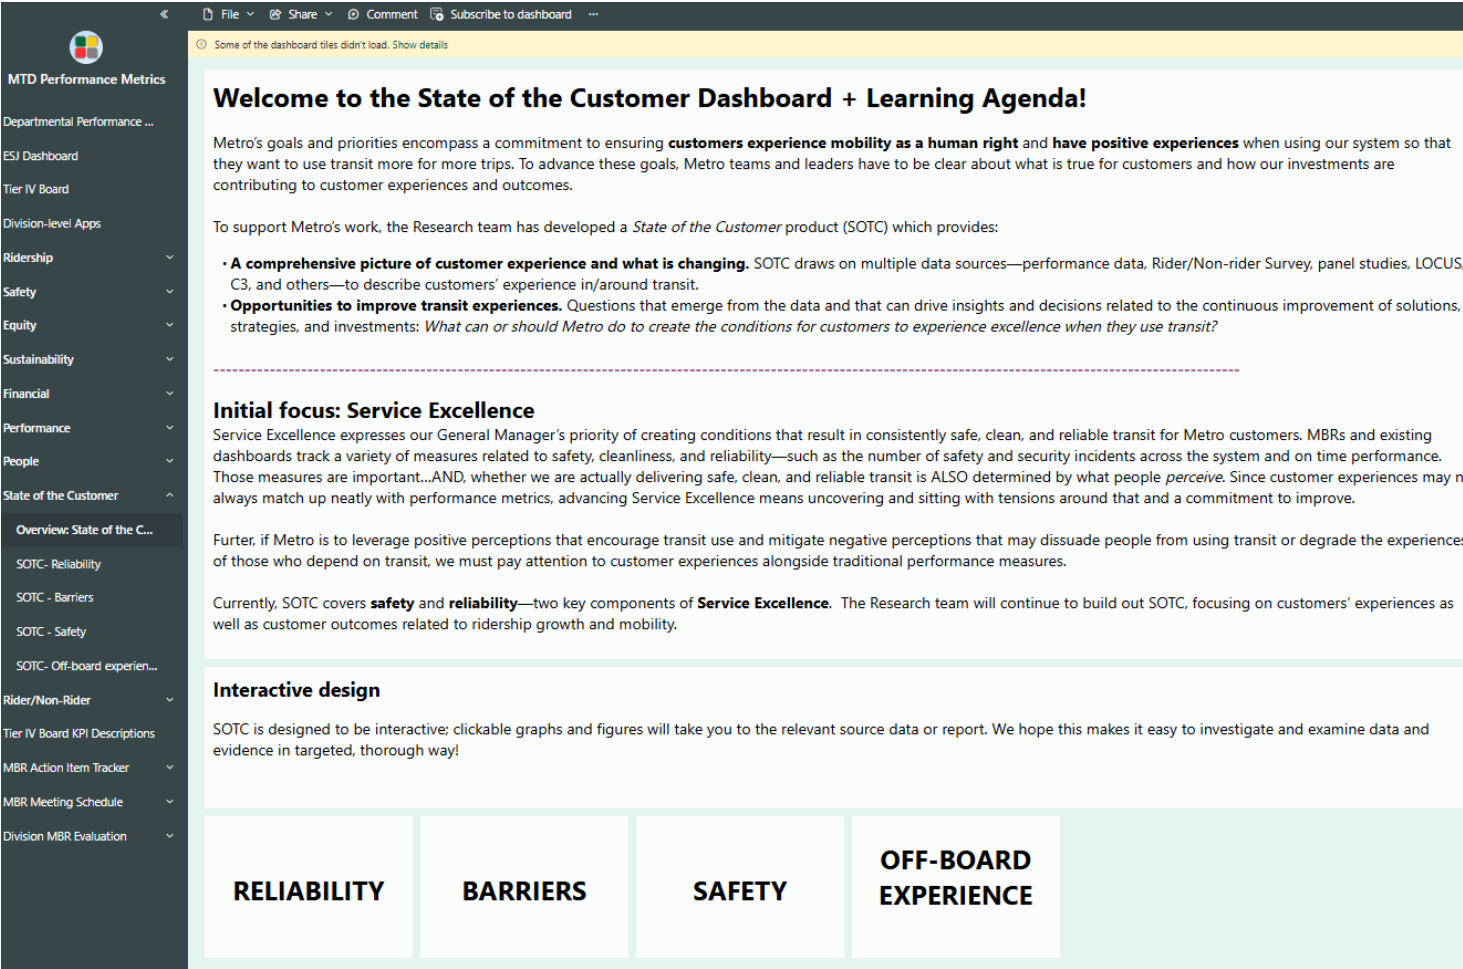 File
Share
Comment
Subscribe to dashboard
...
Some of the dashboard tiles didn't load. Show details
MTD Performance Metrics
Departmental Performance ...
ESJ Dashboard
Tier IV Board
Division-level Apps
Ridership
Safety
Equity
Sustainability
Financial
Performance
People
State of the Customer
Overview: State of the C...
SOTC- Reliability
SOTC - Barriers
SOTC - Safety
SOTC- Off-board experien...
Rider/Non-Rider
Tier IV Board KPI Descriptions
MBR Action Item Tracker
MBR Meeting Schedule
Division MBR Evaluation
Welcome to the State of the Customer Dashboard + Learning Agenda!
Metro's goals and priorities encompass a commitment to ensuring customers experience mobility as a human right and have positive experiences when using our system so that
they want to use transit more for more trips. To advance these goals, Metro teams and leaders have to be clear about what is true for customers and how our investments are
contributing to customer experiences and outcomes.
To support Metro's work, the Research team has developed a State of the Customer product (SOTC) which provides:
• A comprehensive picture of customer experience and what is changing. SOTC draws on multiple data sources—performance data, Rider/Non-rider Survey, panel studies, LOCUS,
C3, and others—to describe customers' experience in/around transit.
• Opportunities to improve transit experiences. Questions that emerge from the data and that can drive insights and decisions related to the continuous improvement of solutions,
strategies, and investments: What can or should Metro do to create the conditions for customers to experience excellence when they use transit?
Initial focus: Service Excellence
Service Excellence expresses our General Manager's priority of creating conditions that result in consistently safe, clean, and reliable transit for Metro customers. MBRs and existing
dashboards track a variety of measures related to safety, cleanliness, and reliability—such as the number of safety and security incidents across the system and on time performance.
Those measures are important...AND, whether we are actually delivering safe, clean, and reliable transit is ALSO determined by what people perceive. Since customer experiences may n
always match up neatly with performance metrics, advancing Service Excellence means uncovering and sitting with tensions around that and a commitment to improve.
Furter, if Metro is to leverage positive perceptions that encourage transit use and mitigate negative perceptions that may dissuade people from using transit or degrade the experiences
of those who depend on transit, we must pay attention to customer experiences alongside traditional performance measures.
Currently, SOTC covers safety and reliability—two key components of Service Excellence. The Research team will continue to build out SOTC, focusing on customers' experiences as
well as customer outcomes related to ridership growth and mobility.
Interactive design
SOTC is designed to be interactive; clickable graphs and figures will take you to the relevant source data or report. We hope this makes it easy to investigate and examine data and
evidence in targeted, thorough way!
RELIABILITY
BARRIERS
SAFETY
OFF-BOARD
EXPERIENCE